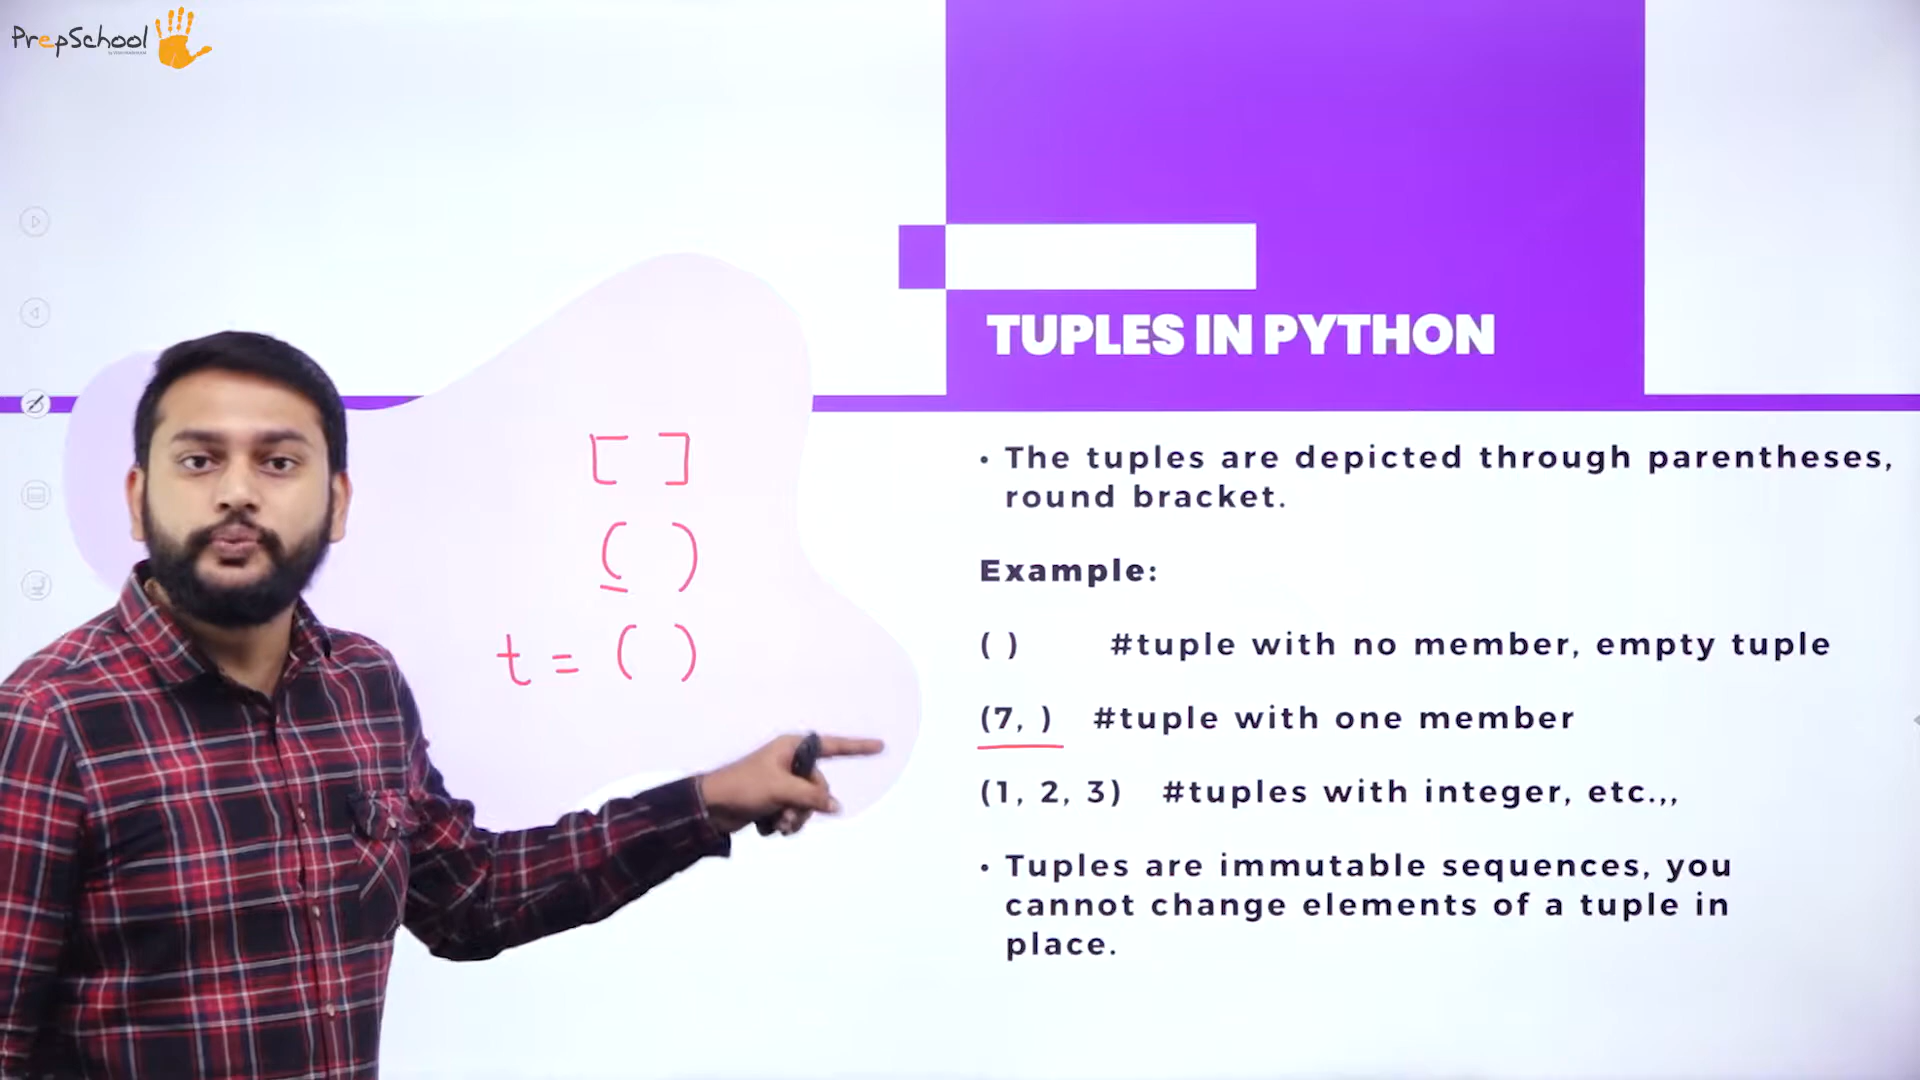 PrepSchool
TUPLES IN PYTHON
[ ]
( )
t = ( )
• The tuples are depicted through parentheses,
round bracket.
Example:
( ) #tuple with no member, empty tuple
(7, ) #tuple with one member
(1, 2, 3) #tuples with integer, etc.,,
• Tuples are immutable sequences, you
cannot change elements of a tuple in
place.